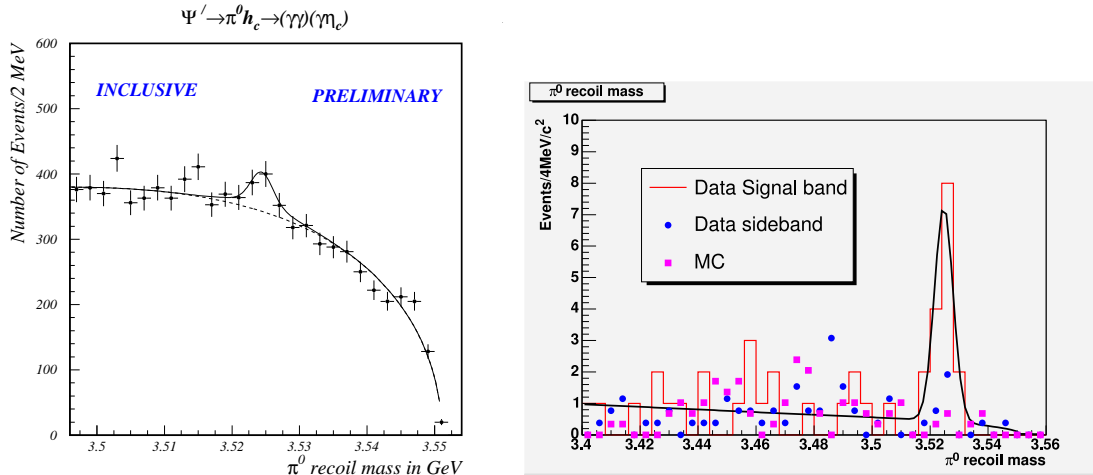 Ψ′→π⁰h_c→(γγ)(γη_c)
Number of Events/2 MeV
600
500
400
300
200
100
0
INCLUSIVE PRELIMINARY
3.5 3.51 3.52 3.53 3.54 3.55
π⁰ recoil mass in GeV
π⁰ recoil mass
Events/4MeV/c²
10
9
8
7
6
5
4
3
2
1
0
Data Signal band
Data sideband
MC
3.4 3.42 3.44 3.46 3.48 3.5 3.52 3.54 3.56
π⁰ recoil mass